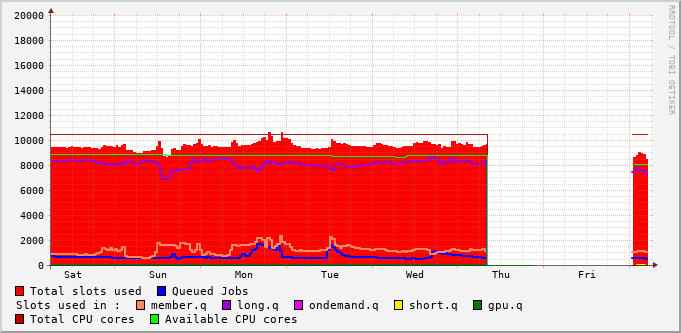 RRDTOOL / TOBI OETIKER
20000
18000
16000
14000
12000
10000
8000
6000
4000
2000
0
Sat Sun Mon Tue Wed Thu Fri
Total slots used Queued Jobs
Slots used in : member.q long.q ondemand.q short.q gpu.q
Total CPU cores Available CPU cores